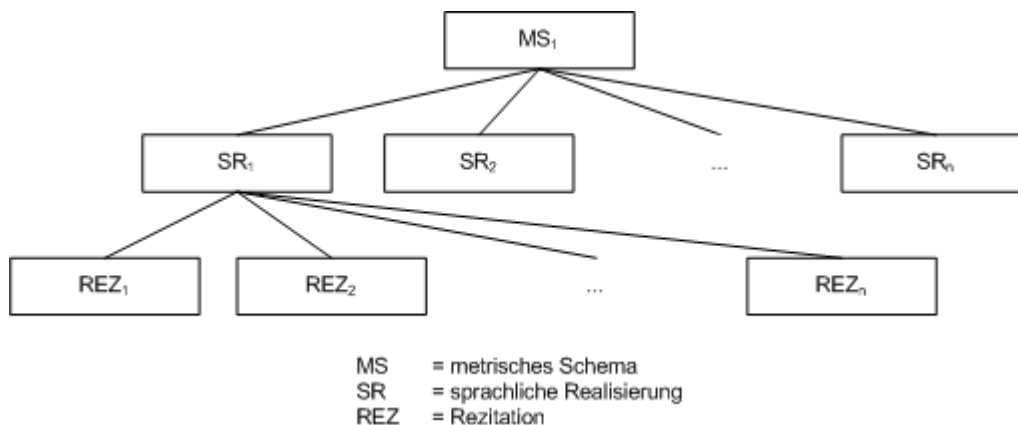 MS₁
SR₁ SR₂ ... SRₙ
REZ₁ REZ₂ ... REZₙ
MS = metrisches Schema
SR = sprachliche Realisierung
REZ = Rezitation